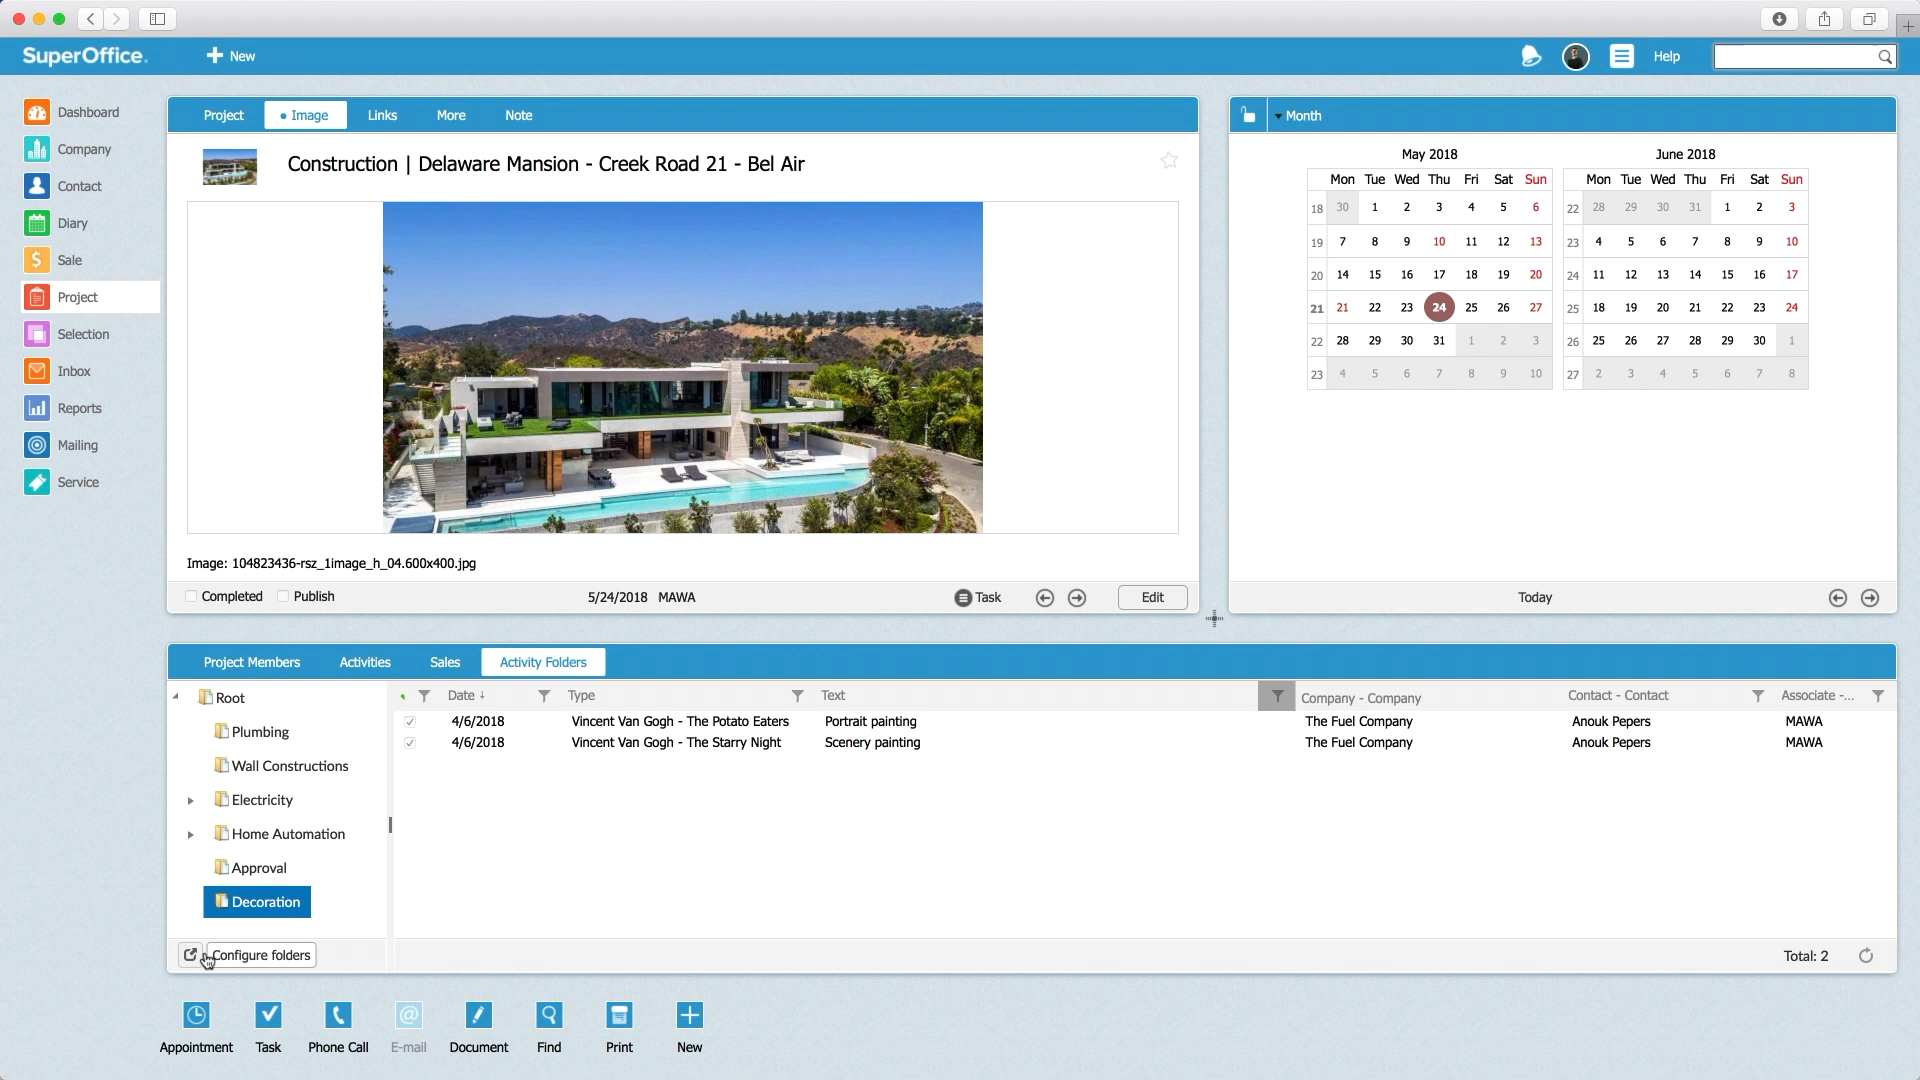 SuperOffice.
New
Help
Dashboard
Company
Contact
Diary
Sale
Project
Selection
Inbox
Reports
Mailing
Service
Project
• Image
Links
More
Note
Construction | Delaware Mansion - Creek Road 21 - Bel Air
Image: 104823436-rsz_1image_h_04.600x400.jpg
Completed
Publish
5/24/2018 MAWA
Task
Edit
Month
May 2018
Mon Tue Wed Thu Fri Sat Sun
18 30 1 2 3 4 5 6
19 7 8 9 10 11 12 13
20 14 15 16 17 18 19 20
21 21 22 23 24 25 26 27
22 28 29 30 31 1 2 3
23 4 5 6 7 8 9 10
June 2018
Mon Tue Wed Thu Fri Sat Sun
22 28 29 30 31 1 2 3
23 4 5 6 7 8 9 10
24 11 12 13 14 15 16 17
25 18 19 20 21 22 23 24
26 25 26 27 28 29 30 1
27 2 3 4 5 6 7 8
Today
Project Members
Activities
Sales
Activity Folders
Root
Plumbing
Wall Constructions
Electricity
Home Automation
Approval
Decoration
Configure folders
Date ↓ Type Text Company - Company Contact - Contact Associate -...
4/6/2018 Vincent Van Gogh - The Potato Eaters Portrait painting The Fuel Company Anouk Pepers MAWA
4/6/2018 Vincent Van Gogh - The Starry Night Scenery painting The Fuel Company Anouk Pepers MAWA
Total: 2
Appointment
Task
Phone Call
E-mail
Document
Find
Print
New